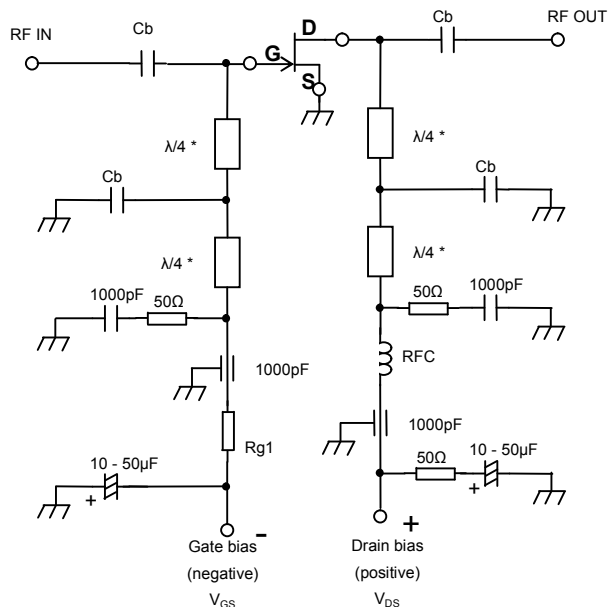 RF IN
Cb
G
D
S
Cb
RF OUT
λ/4 *
λ/4 *
Cb
Cb
λ/4 *
λ/4 *
1000pF
50Ω
50Ω
1000pF
1000pF
RFC
Rg1
1000pF
10 - 50µF
+
50Ω
10 - 50µF
+
-
+
Gate bias
(negative)
VGS
Drain bias
(positive)
VDS